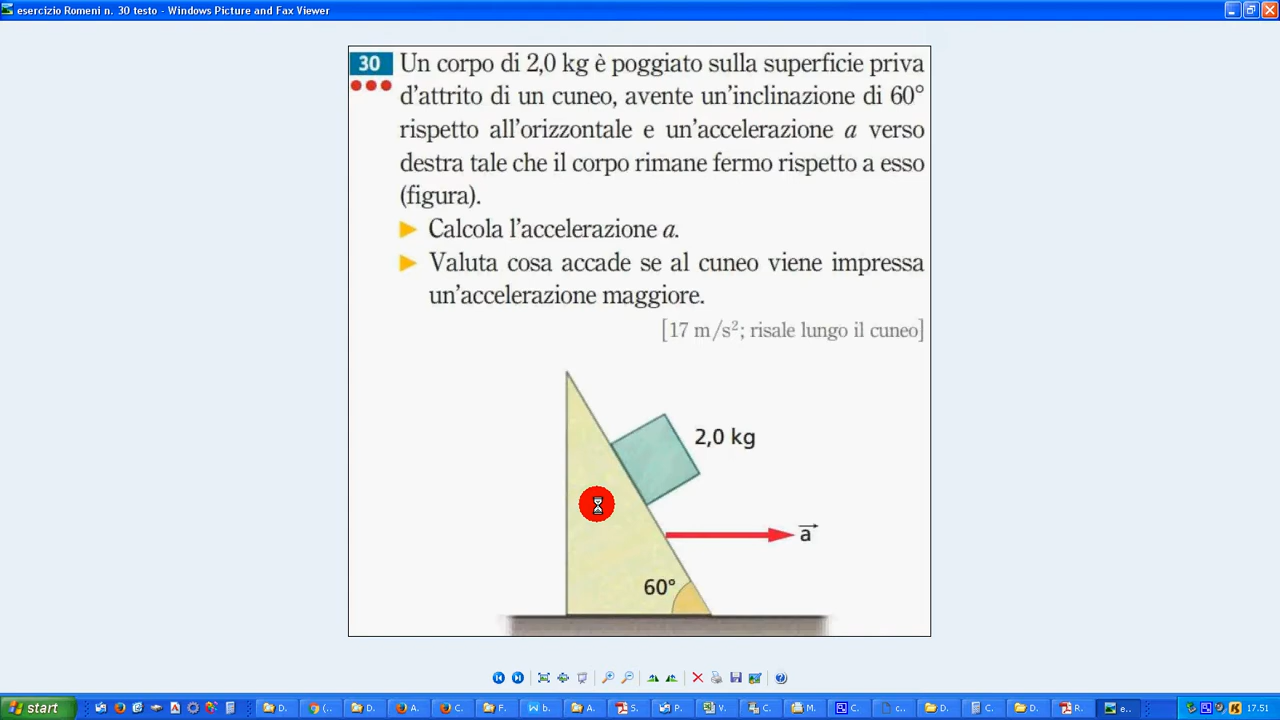 esercizio Romeni n. 30 testo - Windows Picture and Fax Viewer
30 Un corpo di 2,0 kg è poggiato sulla superficie priva
d'attrito di un cuneo, avente un'inclinazione di 60°
rispetto all'orizzontale e un'accelerazione a verso
destra tale che il corpo rimane fermo rispetto a esso
(figura).
Calcola l'accelerazione a.
Valuta cosa accade se al cuneo viene impressa
un'accelerazione maggiore.
[17 m/s²; risale lungo il cuneo]
2,0 kg
a
60°
start
D.
(
D.
A.
C.
F.
b.
A.
S.
P.
V.
C.
M.
C.
c..
D.
C.
D.
R.
e..
17.51